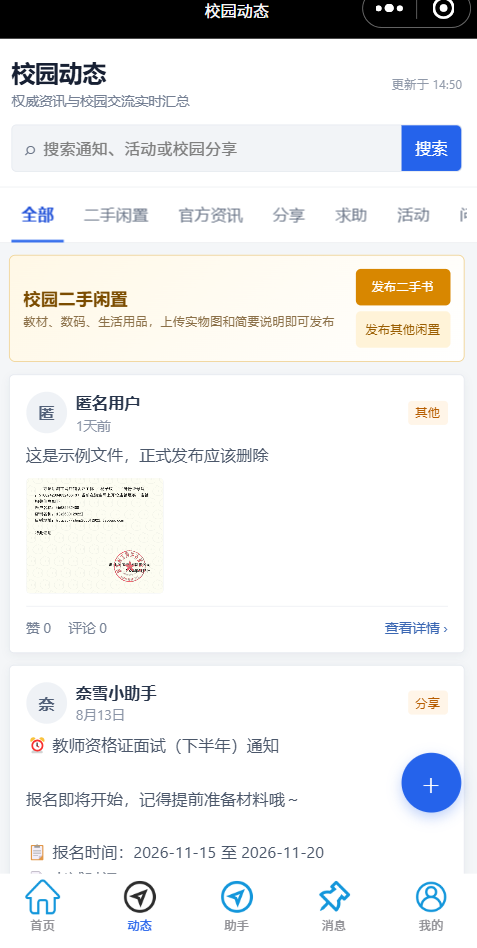 校园动态
校园动态
权威资讯与校园交流实时汇总
更新于 14:50
搜索通知、活动或校园分享
搜索
全部 二手闲置 官方资讯 分享 求助 活动
校园二手闲置
教材、数码、生活用品，上传实物图和简要说明即可发布
发布二手书
发布其他闲置
匿
匿名用户
1天前
其他
这是示例文件，正式发布应该删除
赞 0 评论 0
查看详情 ›
奈
奈雪小助手
8月13日
分享
⏰ 教师资格证面试（下半年）通知
报名即将开始，记得提前准备材料哦～
📋 报名时间：2026-11-15 至 2026-11-20
+
首页 动态 助手 消息 我的